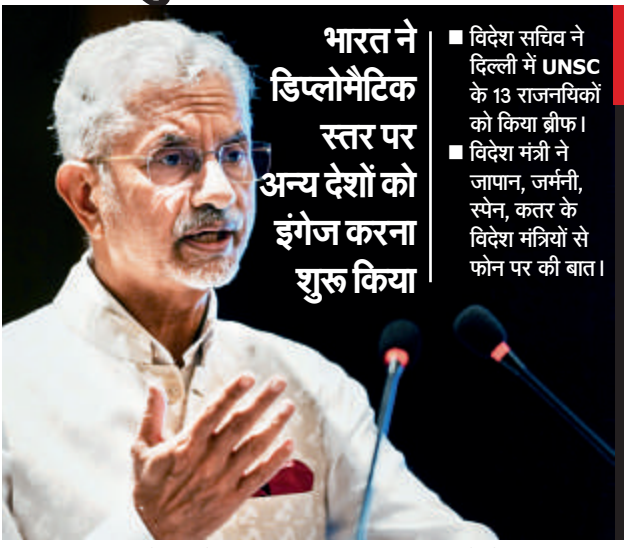 भारत ने
डिप्लोमैटिक
स्तर पर
अन्य देशों को
इंगेज करना
शुरू किया
■ विदेश सचिव ने
दिल्ली में UNSC
के 13 राजनयिकों
को किया ब्रीफ।
■ विदेश मंत्री ने
जापान, जर्मनी,
स्पेन, कतर के
विदेश मंत्रियों से
फोन पर की बात।